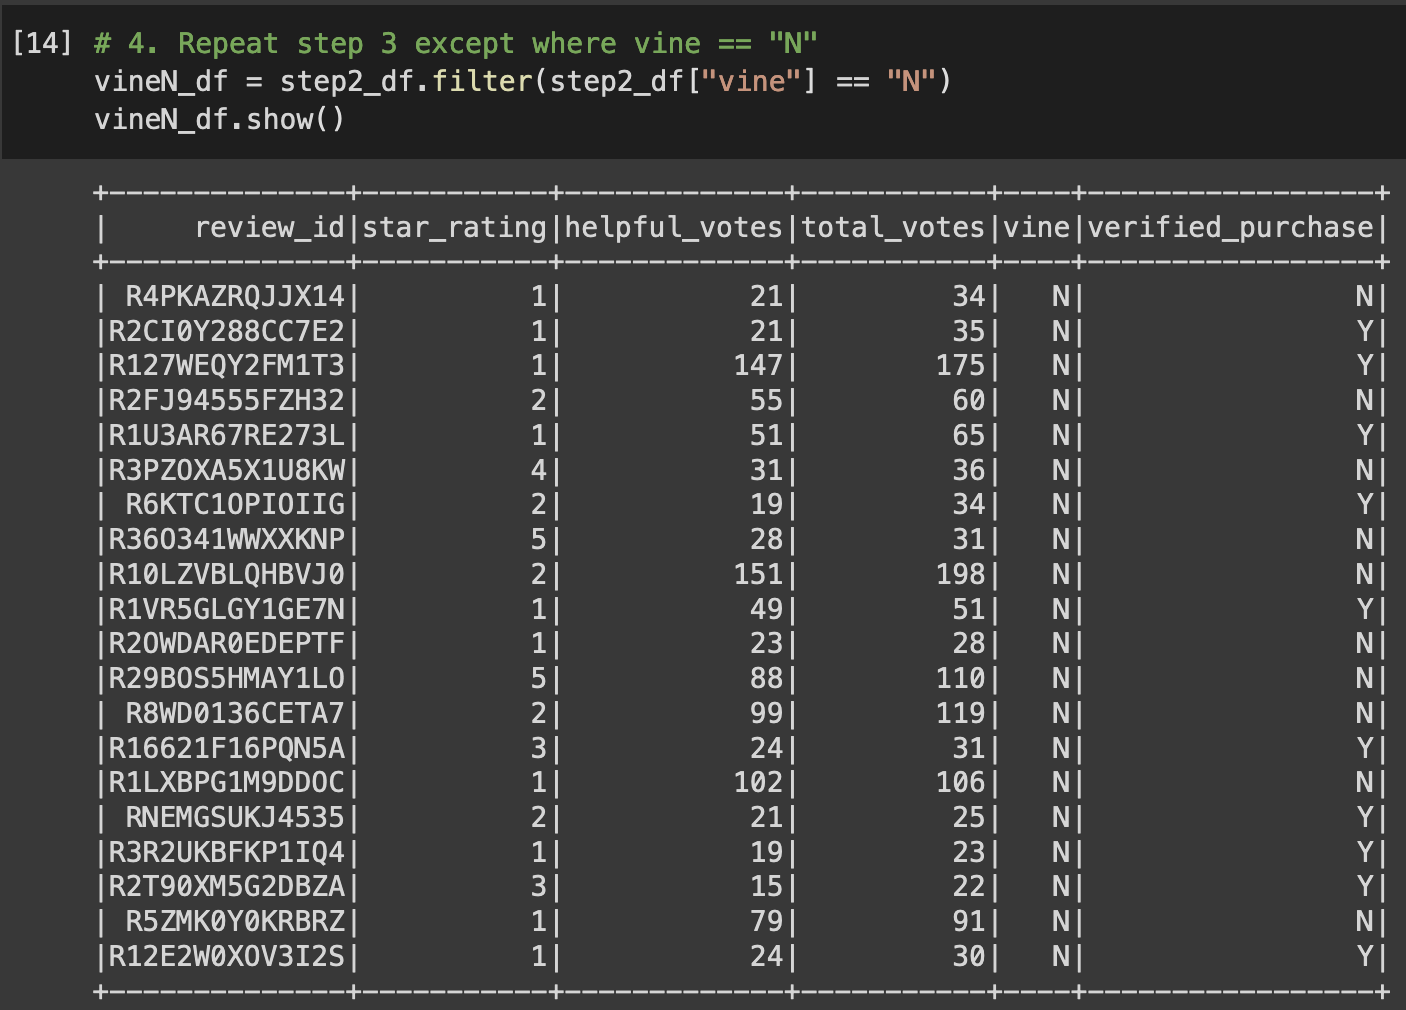 [14] # 4. Repeat step 3 except where vine == "N"
vineN_df = step2_df.filter(step2_df["vine"] == "N")
vineN_df.show()
+--------------+-----------+-------------+-----------+----+-----------------+
|     review_id|star_rating|helpful_votes|total_votes|vine|verified_purchase|
+--------------+-----------+-------------+-----------+----+-----------------+
| R4PKAZRQJJX14|          1|           21|         34|   N|                N|
|R2CI0Y288CC7E2|          1|           21|         35|   N|                Y|
|R127WEQY2FM1T3|          1|          147|        175|   N|                Y|
|R2FJ94555FZH32|          2|           55|         60|   N|                N|
|R1U3AR67RE273L|          1|           51|         65|   N|                Y|
|R3PZOXA5X1U8KW|          4|           31|         36|   N|                N|
| R6KTC1OPIOIIG|          2|           19|         34|   N|                Y|
|R36O341WWXXKNP|          5|           28|         31|   N|                N|
|R10LZVBLQHBVJ0|          2|          151|        198|   N|                N|
|R1VR5GLGY1GE7N|          1|           49|         51|   N|                Y|
|R2OWDAR0EDEPTF|          1|           23|         28|   N|                N|
|R29BOS5HMAY1LO|          5|           88|        110|   N|                N|
| R8WD0136CETA7|          2|           99|        119|   N|                N|
|R16621F16PQN5A|          3|           24|         31|   N|                Y|
|R1LXBPG1M9DDOC|          1|          102|        106|   N|                N|
| RNEMGSUKJ4535|          2|           21|         25|   N|                Y|
|R3R2UKBFKP1IQ4|          1|           19|         23|   N|                Y|
|R2T90XM5G2DBZA|          3|           15|         22|   N|                Y|
| R5ZMK0Y0KRBRZ|          1|           79|         91|   N|                N|
|R12E2W0XOV3I2S|          1|           24|         30|   N|                Y|
+--------------+-----------+-------------+-----------+----+-----------------+